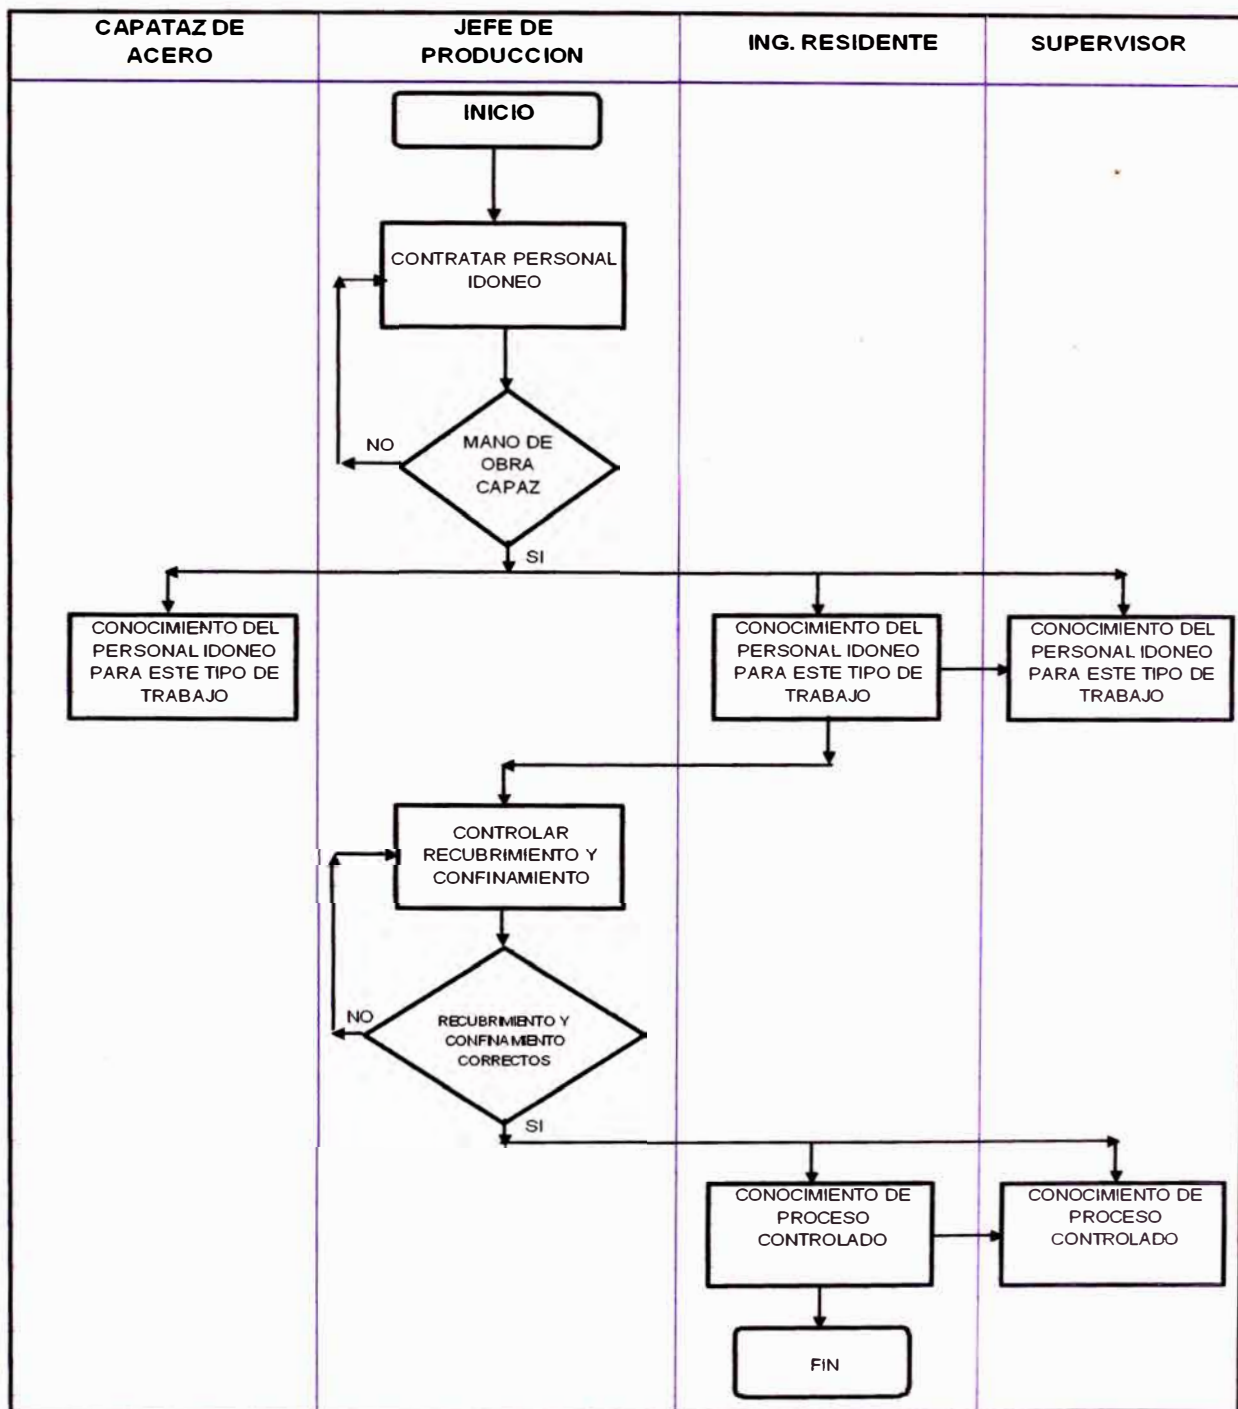 CAPATAZ DE
ACERO
JEFE DE
PRODUCCION
ING. RESIDENTE
SUPERVISOR
INICIO
CONTRATAR PERSONAL
IDONEO
NO
MANO DE
OBRA
CAPAZ
SI
CONOCIMIENTO DEL
PERSONAL IDONEO
PARA ESTE TIPO DE
TRABAJO
CONOCIMIENTO DEL
PERSONAL IDONEO
PARA ESTE TIPO DE
TRABAJO
CONOCIMIENTO DEL
PERSONAL IDONEO
PARA ESTE TIPO DE
TRABAJO
CONTROLAR
RECUBRIMIENTO Y
CONFINAMIENTO
NO
RECUBRIMIENTO Y
CONFINAMIENTO
CORRECTOS
SI
CONOCIMIENTO DE
PROCESO
CONTROLADO
CONOCIMIENTO DE
PROCESO
CONTROLADO
FIN